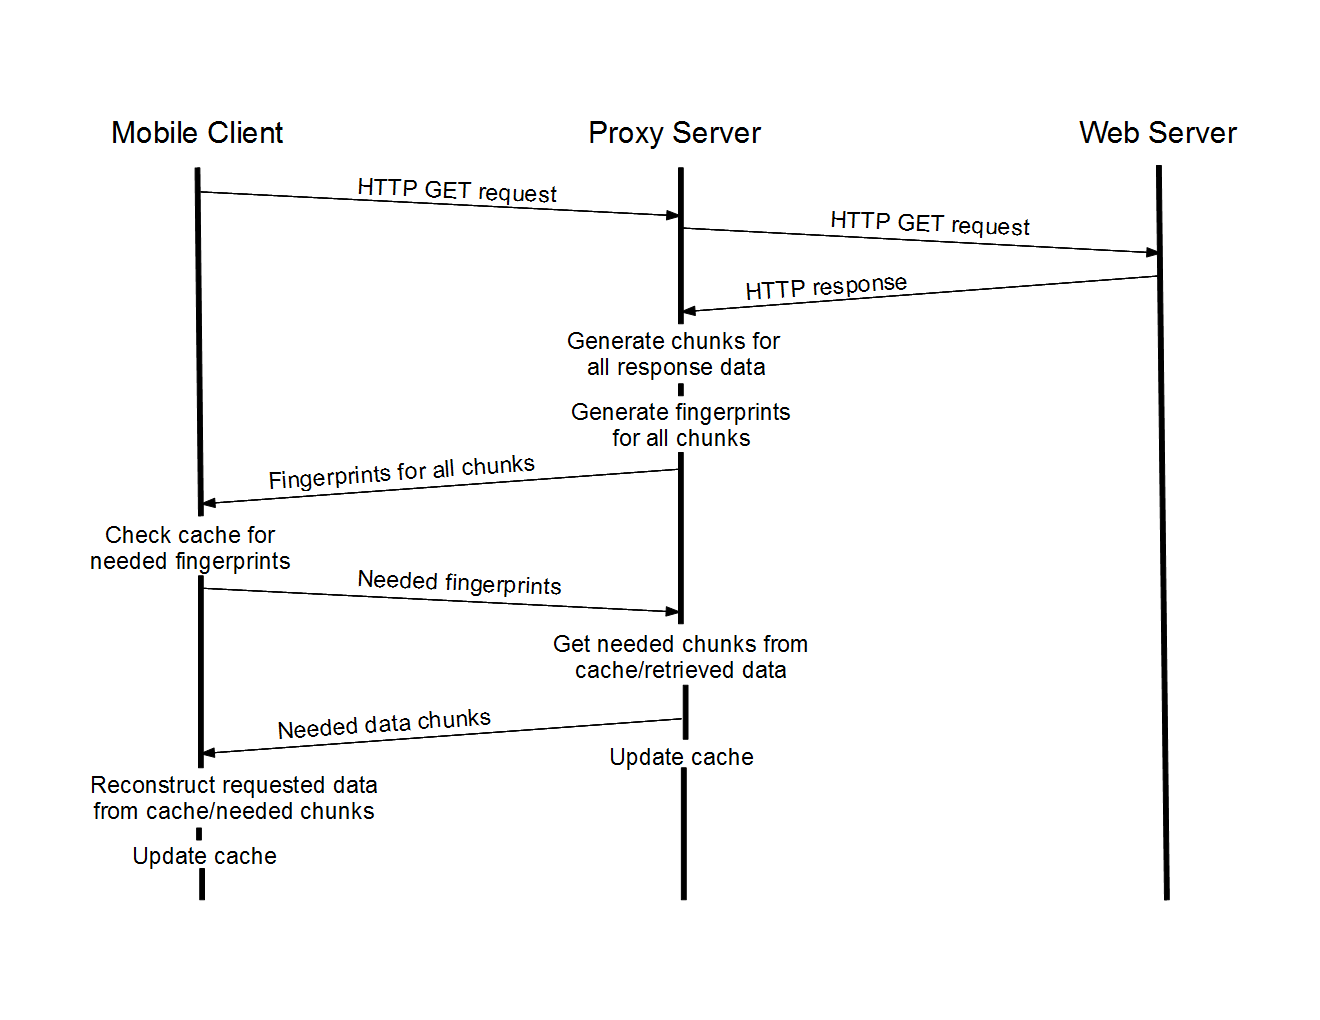 Mobile Client
Proxy Server
Web Server
HTTP GET request
HTTP GET request
HTTP response
Generate chunks for
all response data
Generate fingerprints
for all chunks
Fingerprints for all chunks
Check cache for
needed fingerprints
Needed fingerprints
Get needed chunks from
cache/retrieved data
Needed data chunks
Update cache
Reconstruct requested data
from cache/needed chunks
Update cache